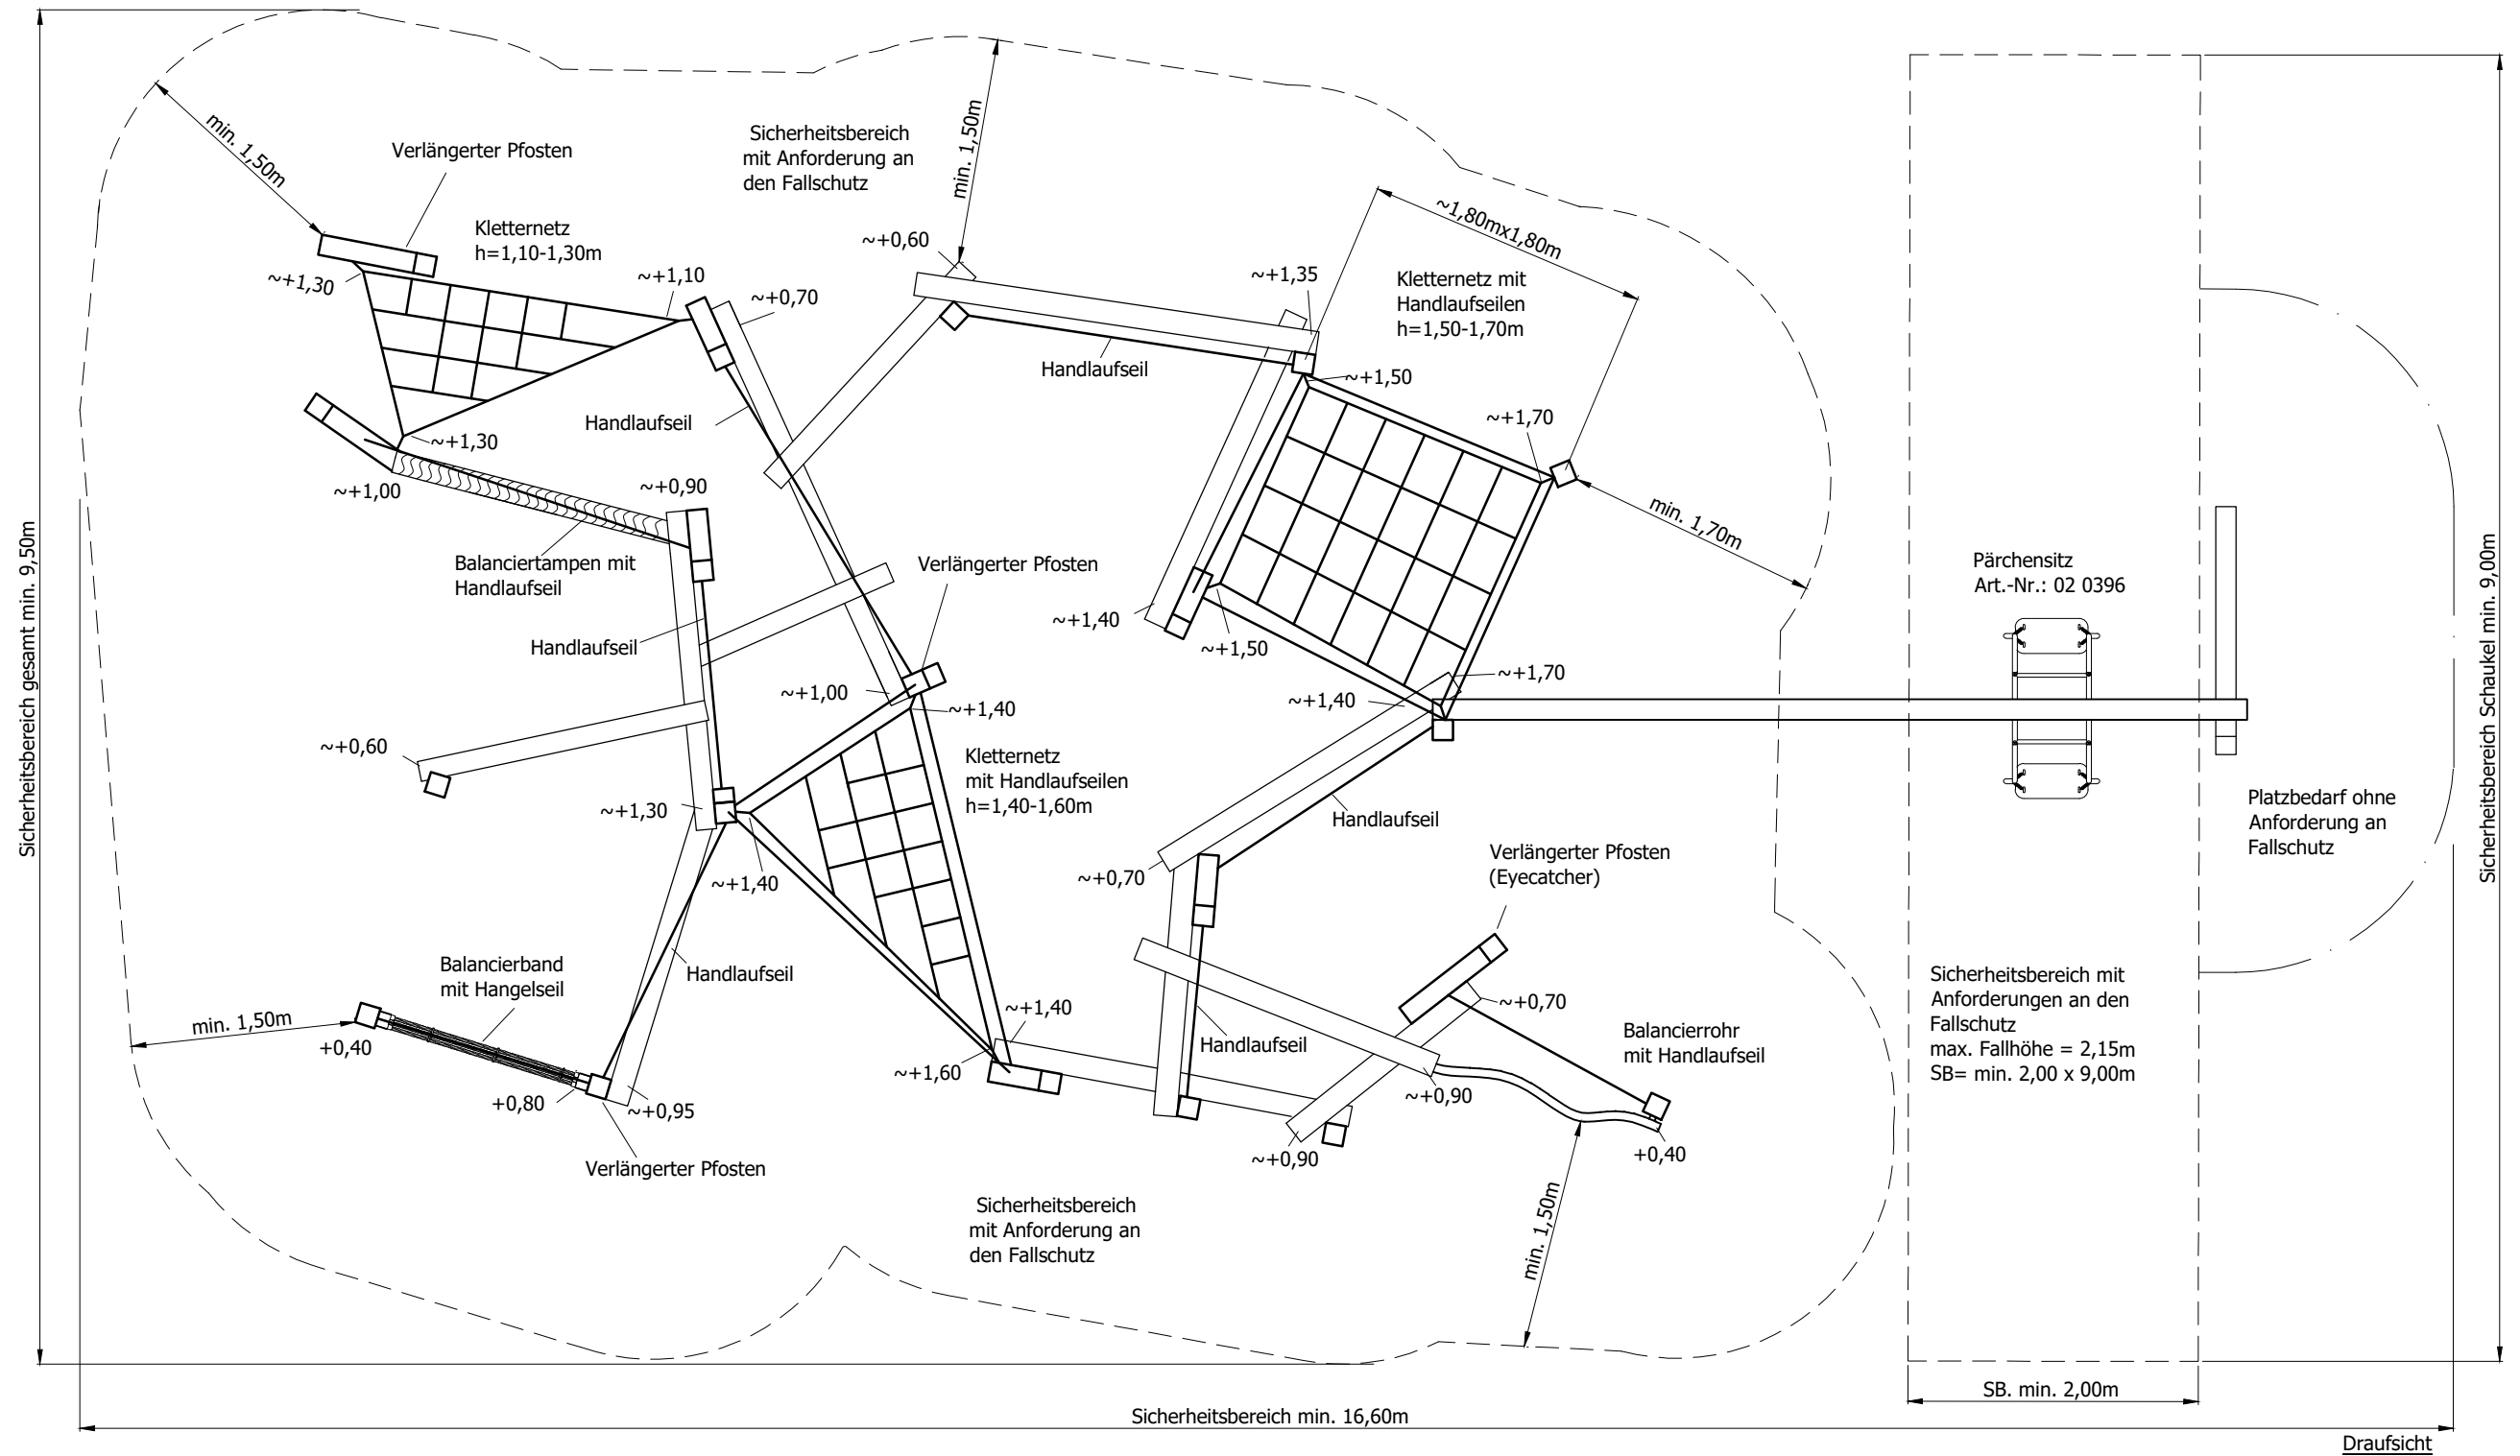 min. 1,50m
Verlängerter Pfosten
Sicherheitsbereich
mit Anforderung an
den Fallschutz
min. 1,50m
Kletternetz
h=1,10-1,30m
~+1,30
~+1,10
~+0,70
~+0,60
~+1,35
~1,80mx1,80m
Kletternetz mit
Handlaufseilen
h=1,50-1,70m
Handlaufseil
~+1,50
~+1,70
Handlaufseil
~+1,30
~+1,00
~+0,90
min. 1,70m
Balanciertampen mit
Handlaufseil
Verlängerter Pfosten
Pärchensitz
Art.-Nr.: 02 0396
Handlaufseil
~+1,40
~+1,50
~+1,00
~+1,40
~+1,40
~+1,70
~+0,60
Kletternetz
mit Handlaufseilen
h=1,40-1,60m
~+1,30
~+1,40
Handlaufseil
~+0,70
Verlängerter Pfosten
(Eyecatcher)
Platzbedarf ohne
Anforderung an
Fallschutz
Sicherheitsbereich gesamt min. 9,50m
Sicherheitsbereich Schaukel min. 9,00m
Balancierband
mit Hangelseil
Handlaufseil
min. 1,50m
+0,40
+0,80
~+0,95
Verlängerter Pfosten
~+1,40
~+1,60
Handlaufseil
~+0,70
~+0,90
~+0,90
Balancierrohr
mit Handlaufseil
+0,40
Sicherheitsbereich mit
Anforderungen an den
Fallschutz
max. Fallhöhe = 2,15m
SB= min. 2,00 x 9,00m
Sicherheitsbereich
mit Anforderung an
den Fallschutz
min. 1,50m
SB. min. 2,00m
Sicherheitsbereich min. 16,60m
Draufsicht